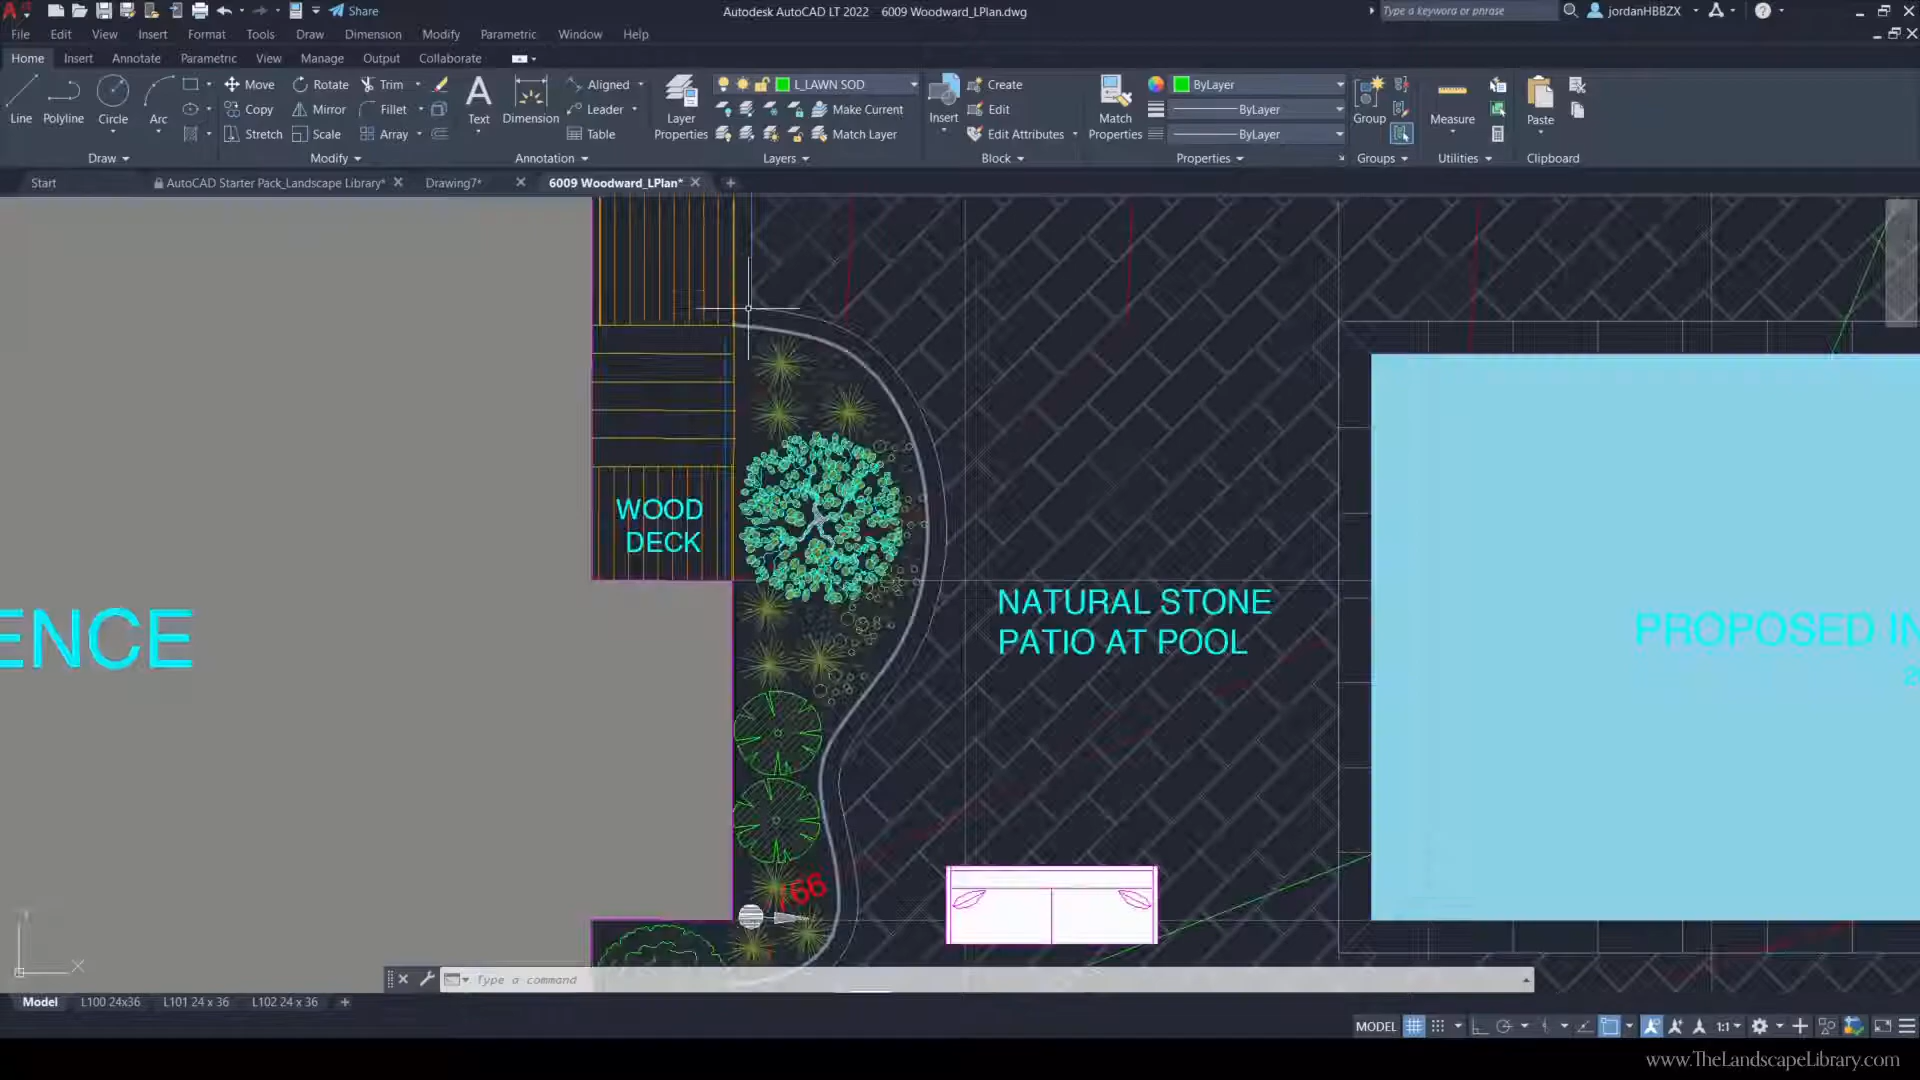 Share
Autodesk AutoCAD LT 2022 6009 Woodward_LPlan.dwg
Type a keyword or phrase
jordanHBBZX
File Edit View Insert Format Tools Draw Dimension Modify Parametric Window Help
Home Insert Annotate Parametric View Manage Output Collaborate
Line Polyline Circle Arc
Move Rotate Trim
Copy Mirror Fillet
Stretch Scale Array
Text Dimension
Aligned
Leader
Table
Layer Properties
L_LAWN SOD
Make Current
Match Layer
Insert
Create
Edit
Edit Attributes
Match Properties
ByLayer
ByLayer
ByLayer
Group Measure Paste
Draw Modify Annotation Layers Block Properties Groups Utilities Clipboard
Start AutoCAD Starter Pack_Landscape Library* Drawing7* 6009 Woodward_LPlan*
WOOD
DECK
ENCE
NATURAL STONE
PATIO AT POOL
PROPOSED IN
166
X
Type a command
Model L100 24x36 L101 24 x 36 L102 24 x 36
MODEL 1:1
www.TheLandscapeLibrary.com